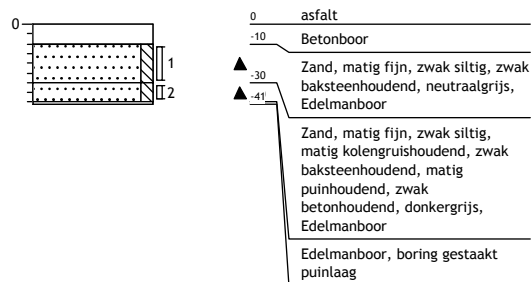 0
1
2
0
asfalt
-10
Betonboor
Zand, matig fijn, zwak siltig, zwak
baksteenhoudend, neutraalgrijs,
Edelmanboor
-30
Zand, matig fijn, zwak siltig,
matig kolengruishoudend, zwak
baksteenhoudend, matig
puinhoudend, zwak
betonhoudend, donkergrijs,
Edelmanboor
-41
Edelmanboor, boring gestaakt
puinlaag